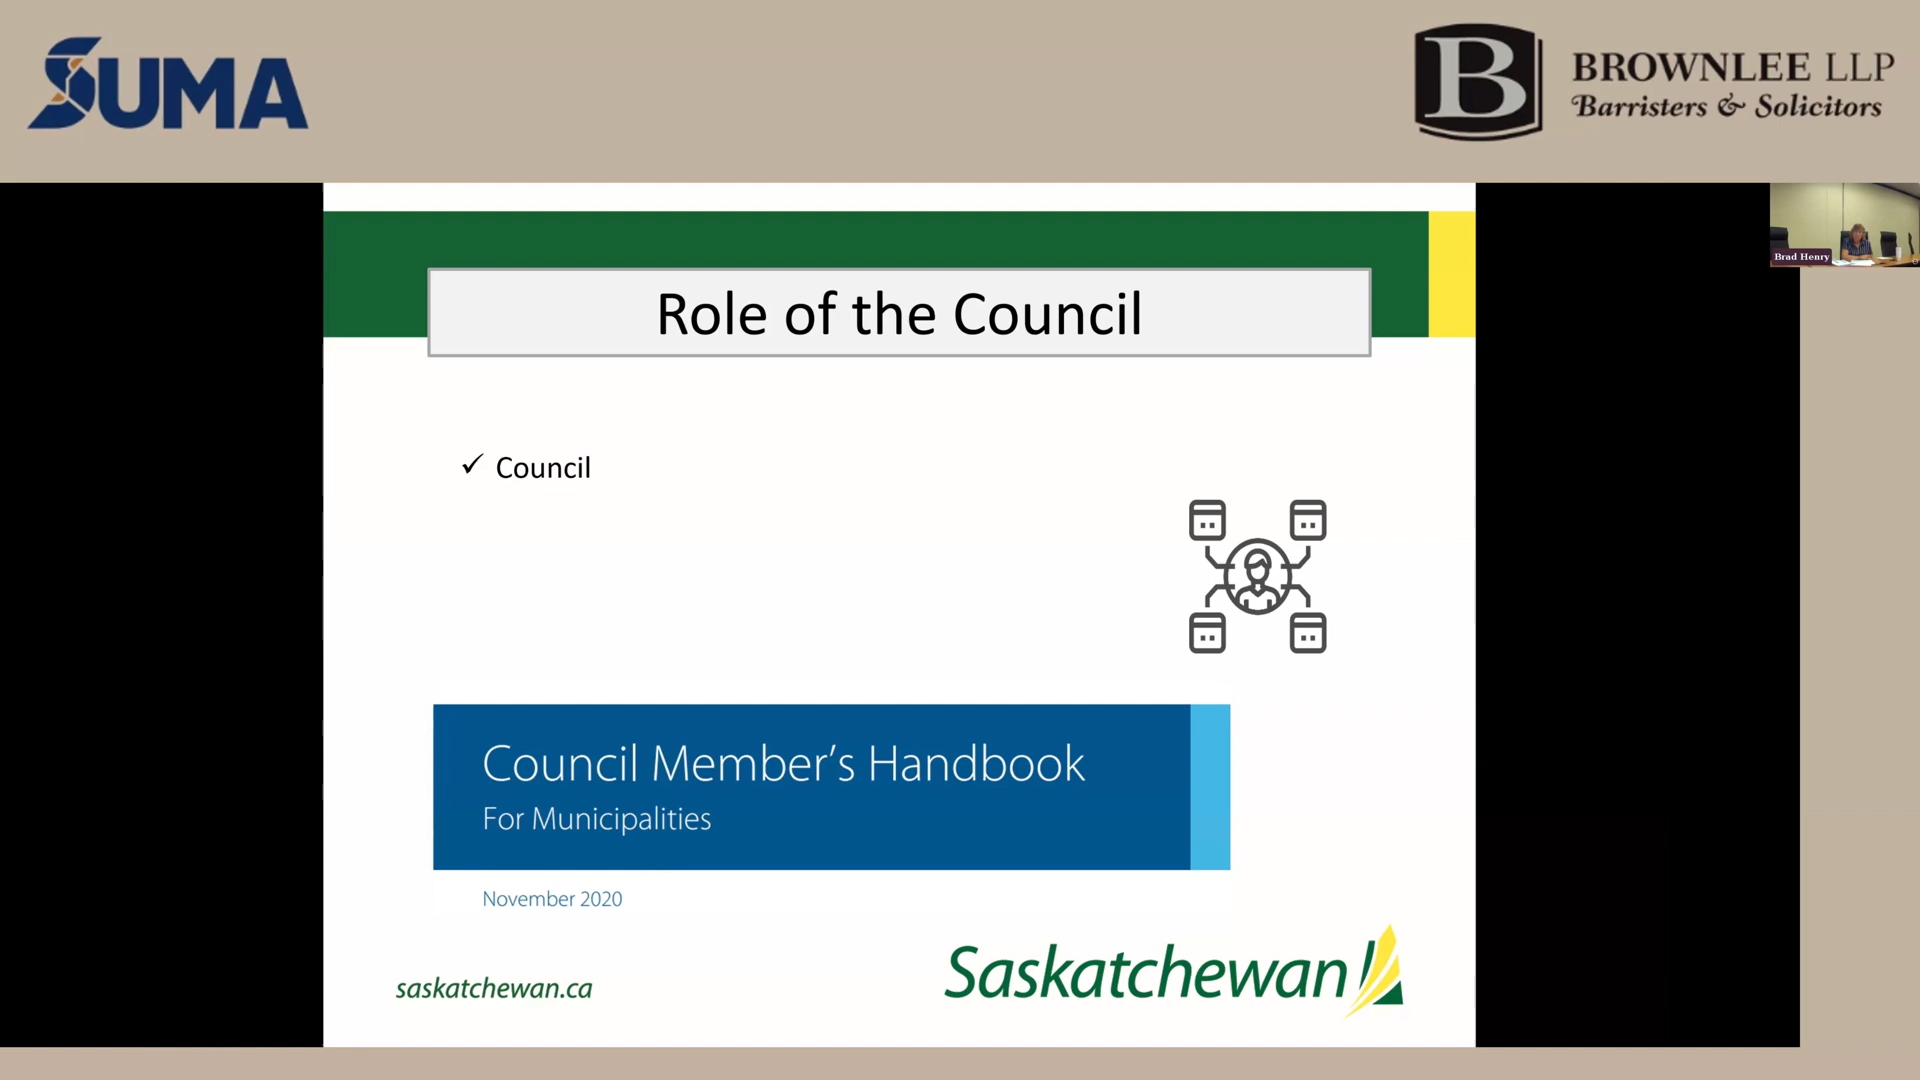 SUMA
B
BROWNLEE LLP
Barristers & Solicitors
Brad Henry
Role of the Council
✓ Council
Council Member's Handbook
For Municipalities
November 2020
saskatchewan.ca
Saskatchewan